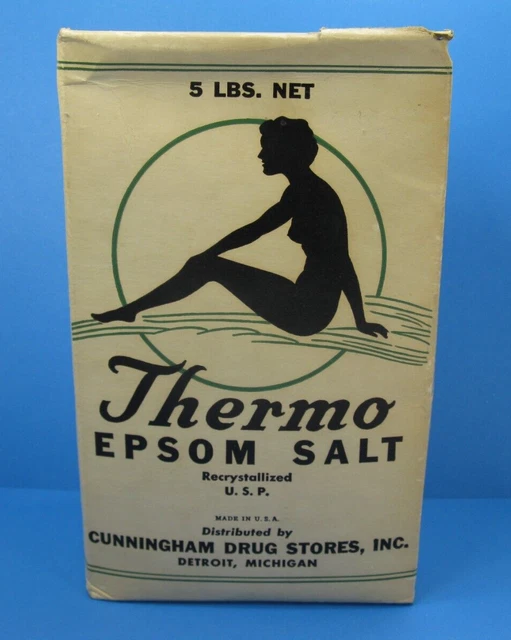 5 LBS. NET
Thermo
EPSOM SALT
Recrystallized
U. S. P.
MADE IN U.S.A.
Distributed by
CUNNINGHAM DRUG STORES, INC.
DETROIT, MICHIGAN